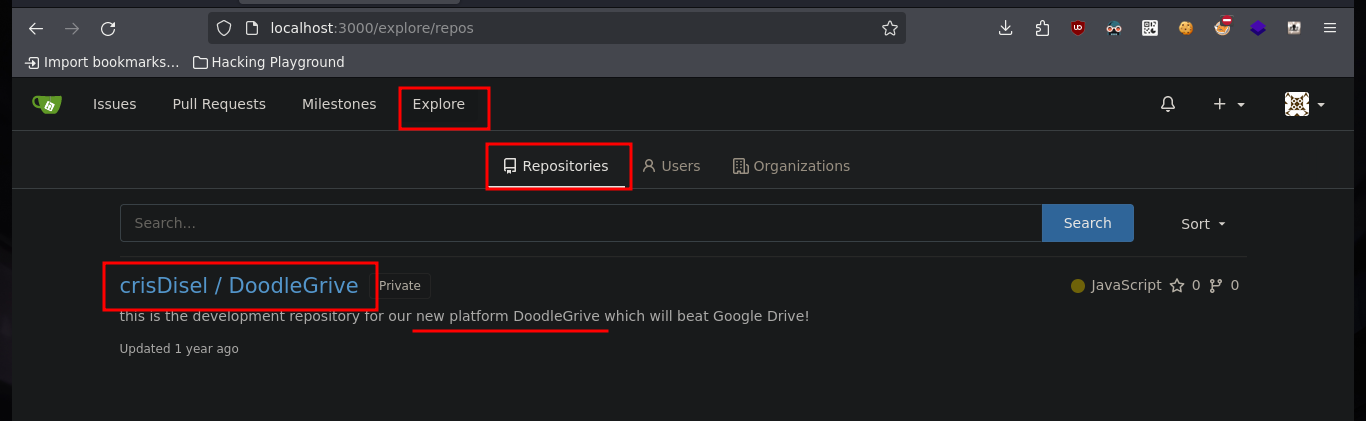 localhost:3000/explore/repos
Import bookmarks... Hacking Playground
Issues Pull Requests Milestones Explore
Repositories Users Organizations
Search... Search Sort
crisDisel / DoodleGrive Private JavaScript 0 0
this is the development repository for our new platform DoodleGrive which will beat Google Drive!
Updated 1 year ago